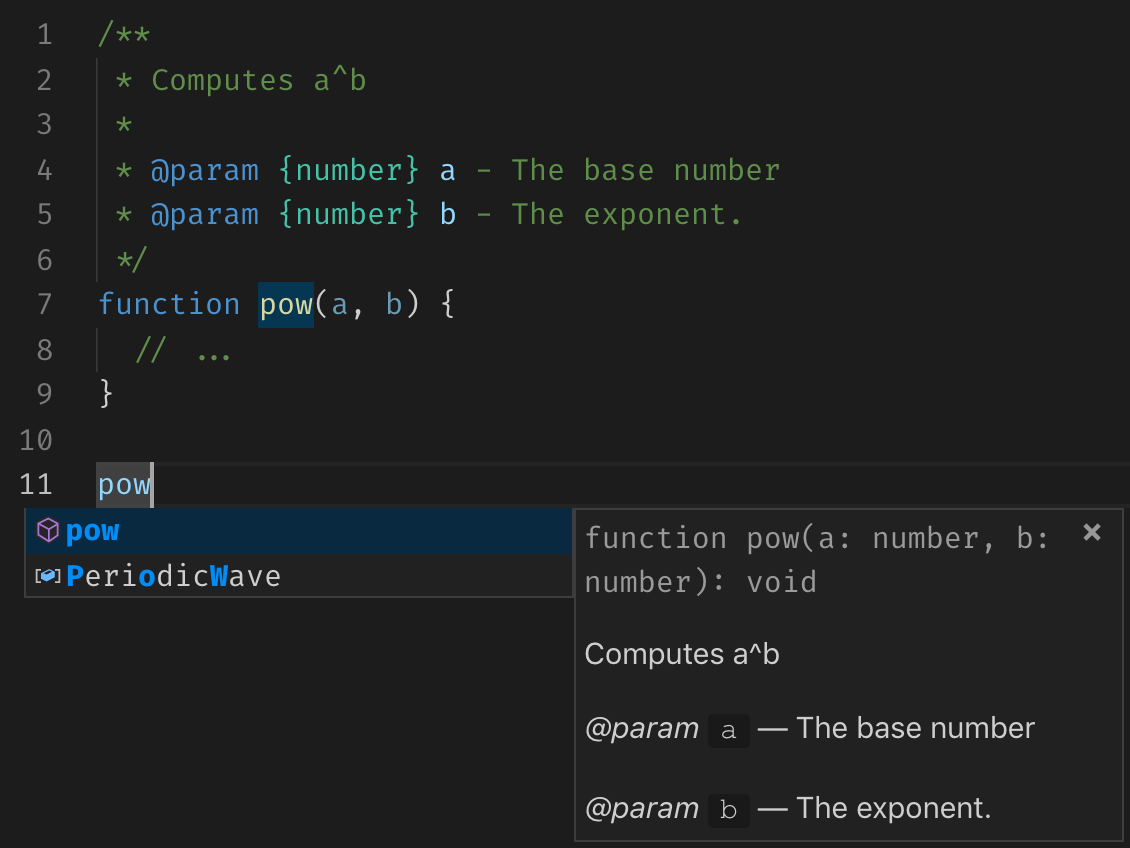 1 /**
2  * Computes a^b
3  *
4  * @param {number} a - The base number
5  * @param {number} b - The exponent.
6  */
7 function pow(a, b) {
8   // ...
9 }
10
11 pow
pow
PeriodicWave
function pow(a: number, b: ×
number): void
Computes a^b
@param a — The base number
@param b — The exponent.